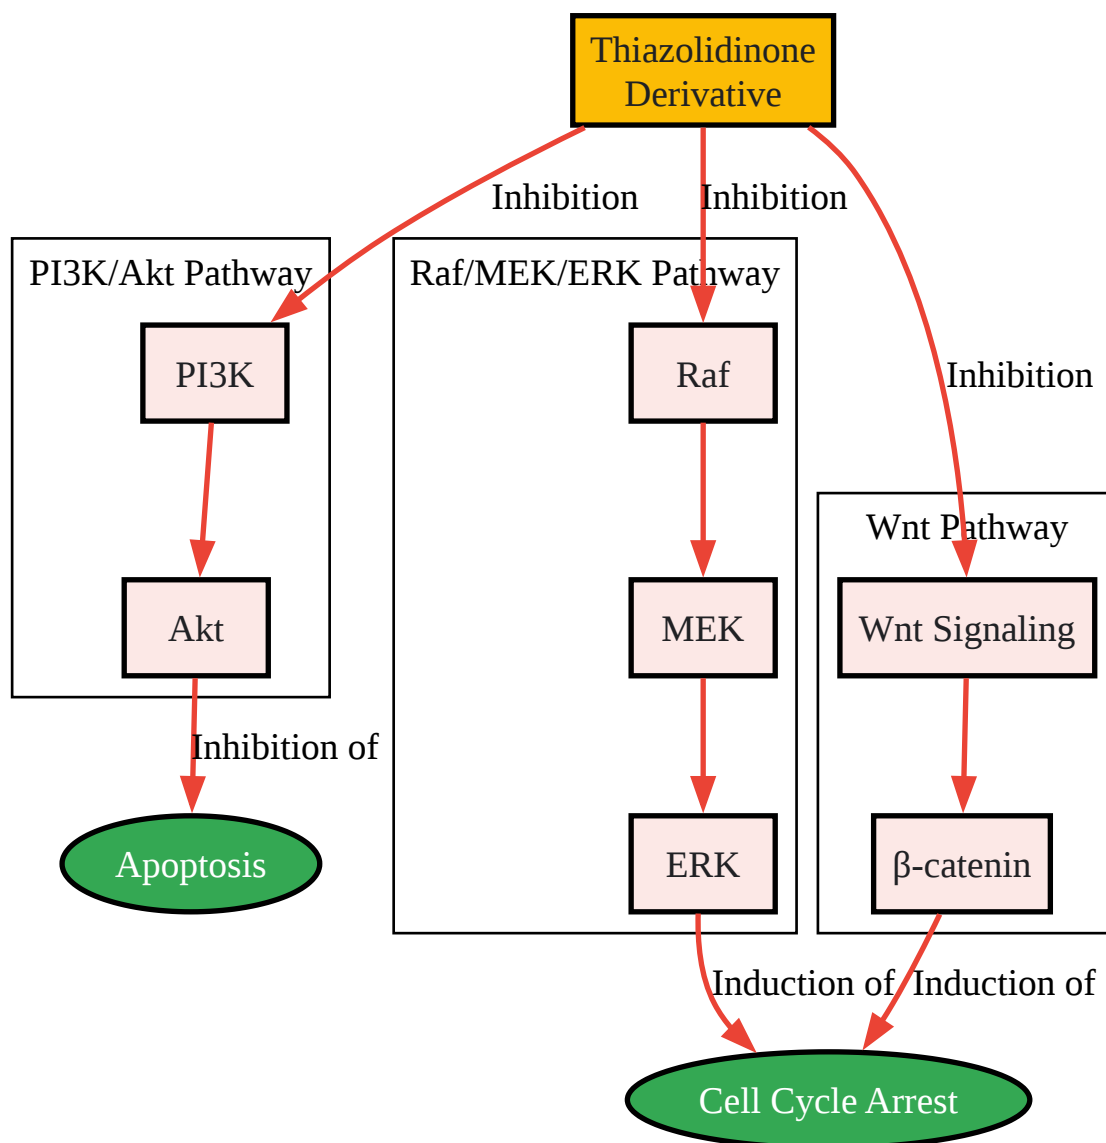 Thiazolidinone
Derivative
Inhibition
Inhibition
PI3K/Akt Pathway
Raf/MEK/ERK Pathway
PI3K
Raf
Inhibition
Wnt Pathway
Akt
MEK
Wnt Signaling
Inhibition of
Apoptosis
ERK
β-catenin
Induction of
Induction of
Cell Cycle Arrest